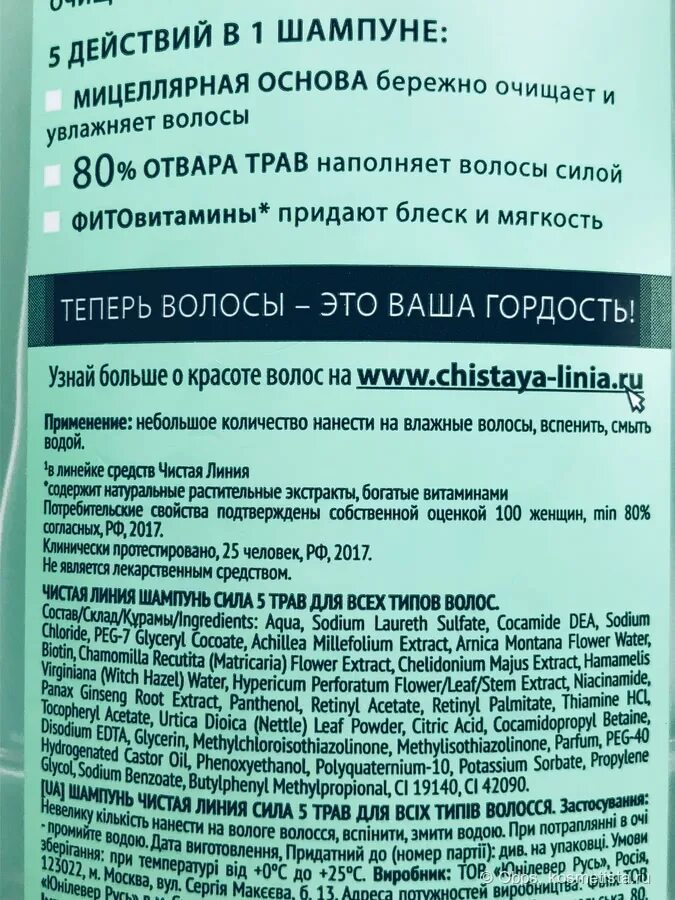 5 ДЕЙСТВИЙ В 1 ШАМПУНЕ:
МИЦЕЛЛЯРНАЯ ОСНОВА бережно очищает и
увлажняет волосы
80% ОТВАРА ТРАВ наполняет волосы силой
ФИТОвитамины* придают блеск и мягкость
ТЕПЕРЬ ВОЛОСЫ – ЭТО ВАША ГОРДОСТЬ!
Узнай больше о красоте волос на www.chistaya-linia.ru
Применение: небольшое количество нанести на влажные волосы, вспенить, смыть
водой.
¹в линейке средств Чистая Линия
*содержит натуральные растительные экстракты, богатые витаминами
Потребительские свойства подтверждены собственной оценкой 100 женщин, min 80%
согласных, РФ, 2017.
Клинически протестировано, 25 человек, РФ, 2017.
Не является лекарственным средством.
ЧИСТАЯ ЛИНИЯ ШАМПУНЬ СИЛА 5 ТРАВ ДЛЯ ВСЕХ ТИПОВ ВОЛОС.
Состав/Склад/Құрамы/Ingredients: Aqua, Sodium Laureth Sulfate, Cocamide DEA, Sodium
Chloride, PEG-7 Glyceryl Cocoate, Achillea Millefolium Extract, Arnica Montana Flower Water,
Biotin, Chamomilla Recutita (Matricaria) Flower Extract, Chelidonium Majus Extract, Hamamelis
Virginiana (Witch Hazel) Water, Hypericum Perforatum Flower/Leaf/Stem Extract, Niacinamide,
Panax Ginseng Root Extract, Panthenol, Retinyl Acetate, Retinyl Palmitate, Thiamine HCl,
Tocopheryl Acetate, Urtica Dioica (Nettle) Leaf Powder, Citric Acid, Cocamidopropyl Betaine,
Disodium EDTA, Glycerin, Methylchloroisothiazolinone, Methylisothiazolinone, Parfum, PEG-40
Hydrogenated Castor Oil, Phenoxyethanol, Polyquaternium-10, Potassium Sorbate, Propylene
Glycol, Sodium Benzoate, Butylphenyl Methylpropional, CI 19140, CI 42090.
[UA] ШАМПУНЬ ЧИСТАЯ ЛИНИЯ СИЛА 5 ТРАВ ДЛЯ ВСІХ ТИПІВ ВОЛОССЯ. Застосування:
Невелику кількість нанести на вологе волосся, вспінити, змити водою. При потраплянні в очі
- промийте водою. Дата виготовлення, Придатний до (номер партії): див. на упаковці. Умови
зберігання: при температурі від +0°С до +25°С. Виробник: ТОВ «Юнілевер Русь», Росія,
123022, м. Москва, вул. Сергія Макеєва, б. 13. Адреса потужностей виробництва:
«Юнілевер Русь»
kosmetista.ru